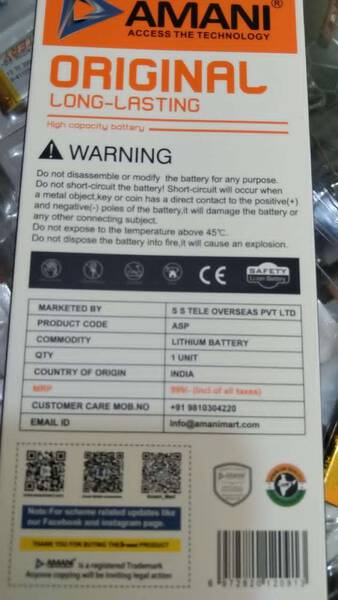 AMANI®
ACCESS THE TECHNOLOGY
ORIGINAL
LONG-LASTING
High capacity battery
WARNING
Do not disassemble or modify the battery for any purpose.
Do not short-circuit the battery! Short-circuit will occur when
a metal object,key or coin has a direct contact to the positive(+)
and negative(-) poles of the battery,it will damage the battery or
any other connecting subject.
Do not expose to the temperature above 45℃.
Do not dispose the battery into fire,it will cause an explosion.
CE
SAFETY
Li-ion Battery
MARKETED BY S S TELE OVERSEAS PVT LTD
PRODUCT CODE ASP
COMMODITY LITHIUM BATTERY
QTY 1 UNIT
COUNTRY OF ORIGIN INDIA
MRP 999/- (Incl.of all taxes)
CUSTOMER CARE MOB.NO +91 9810304220
EMAIL ID info@amanimart.com
Note: For scheme related updates like
our Facebook and instagram page.
THANK YOU FOR BUYING THE PRODUCT
AMANI® is a registered Trademark
Anyone copying will be inviting legal action